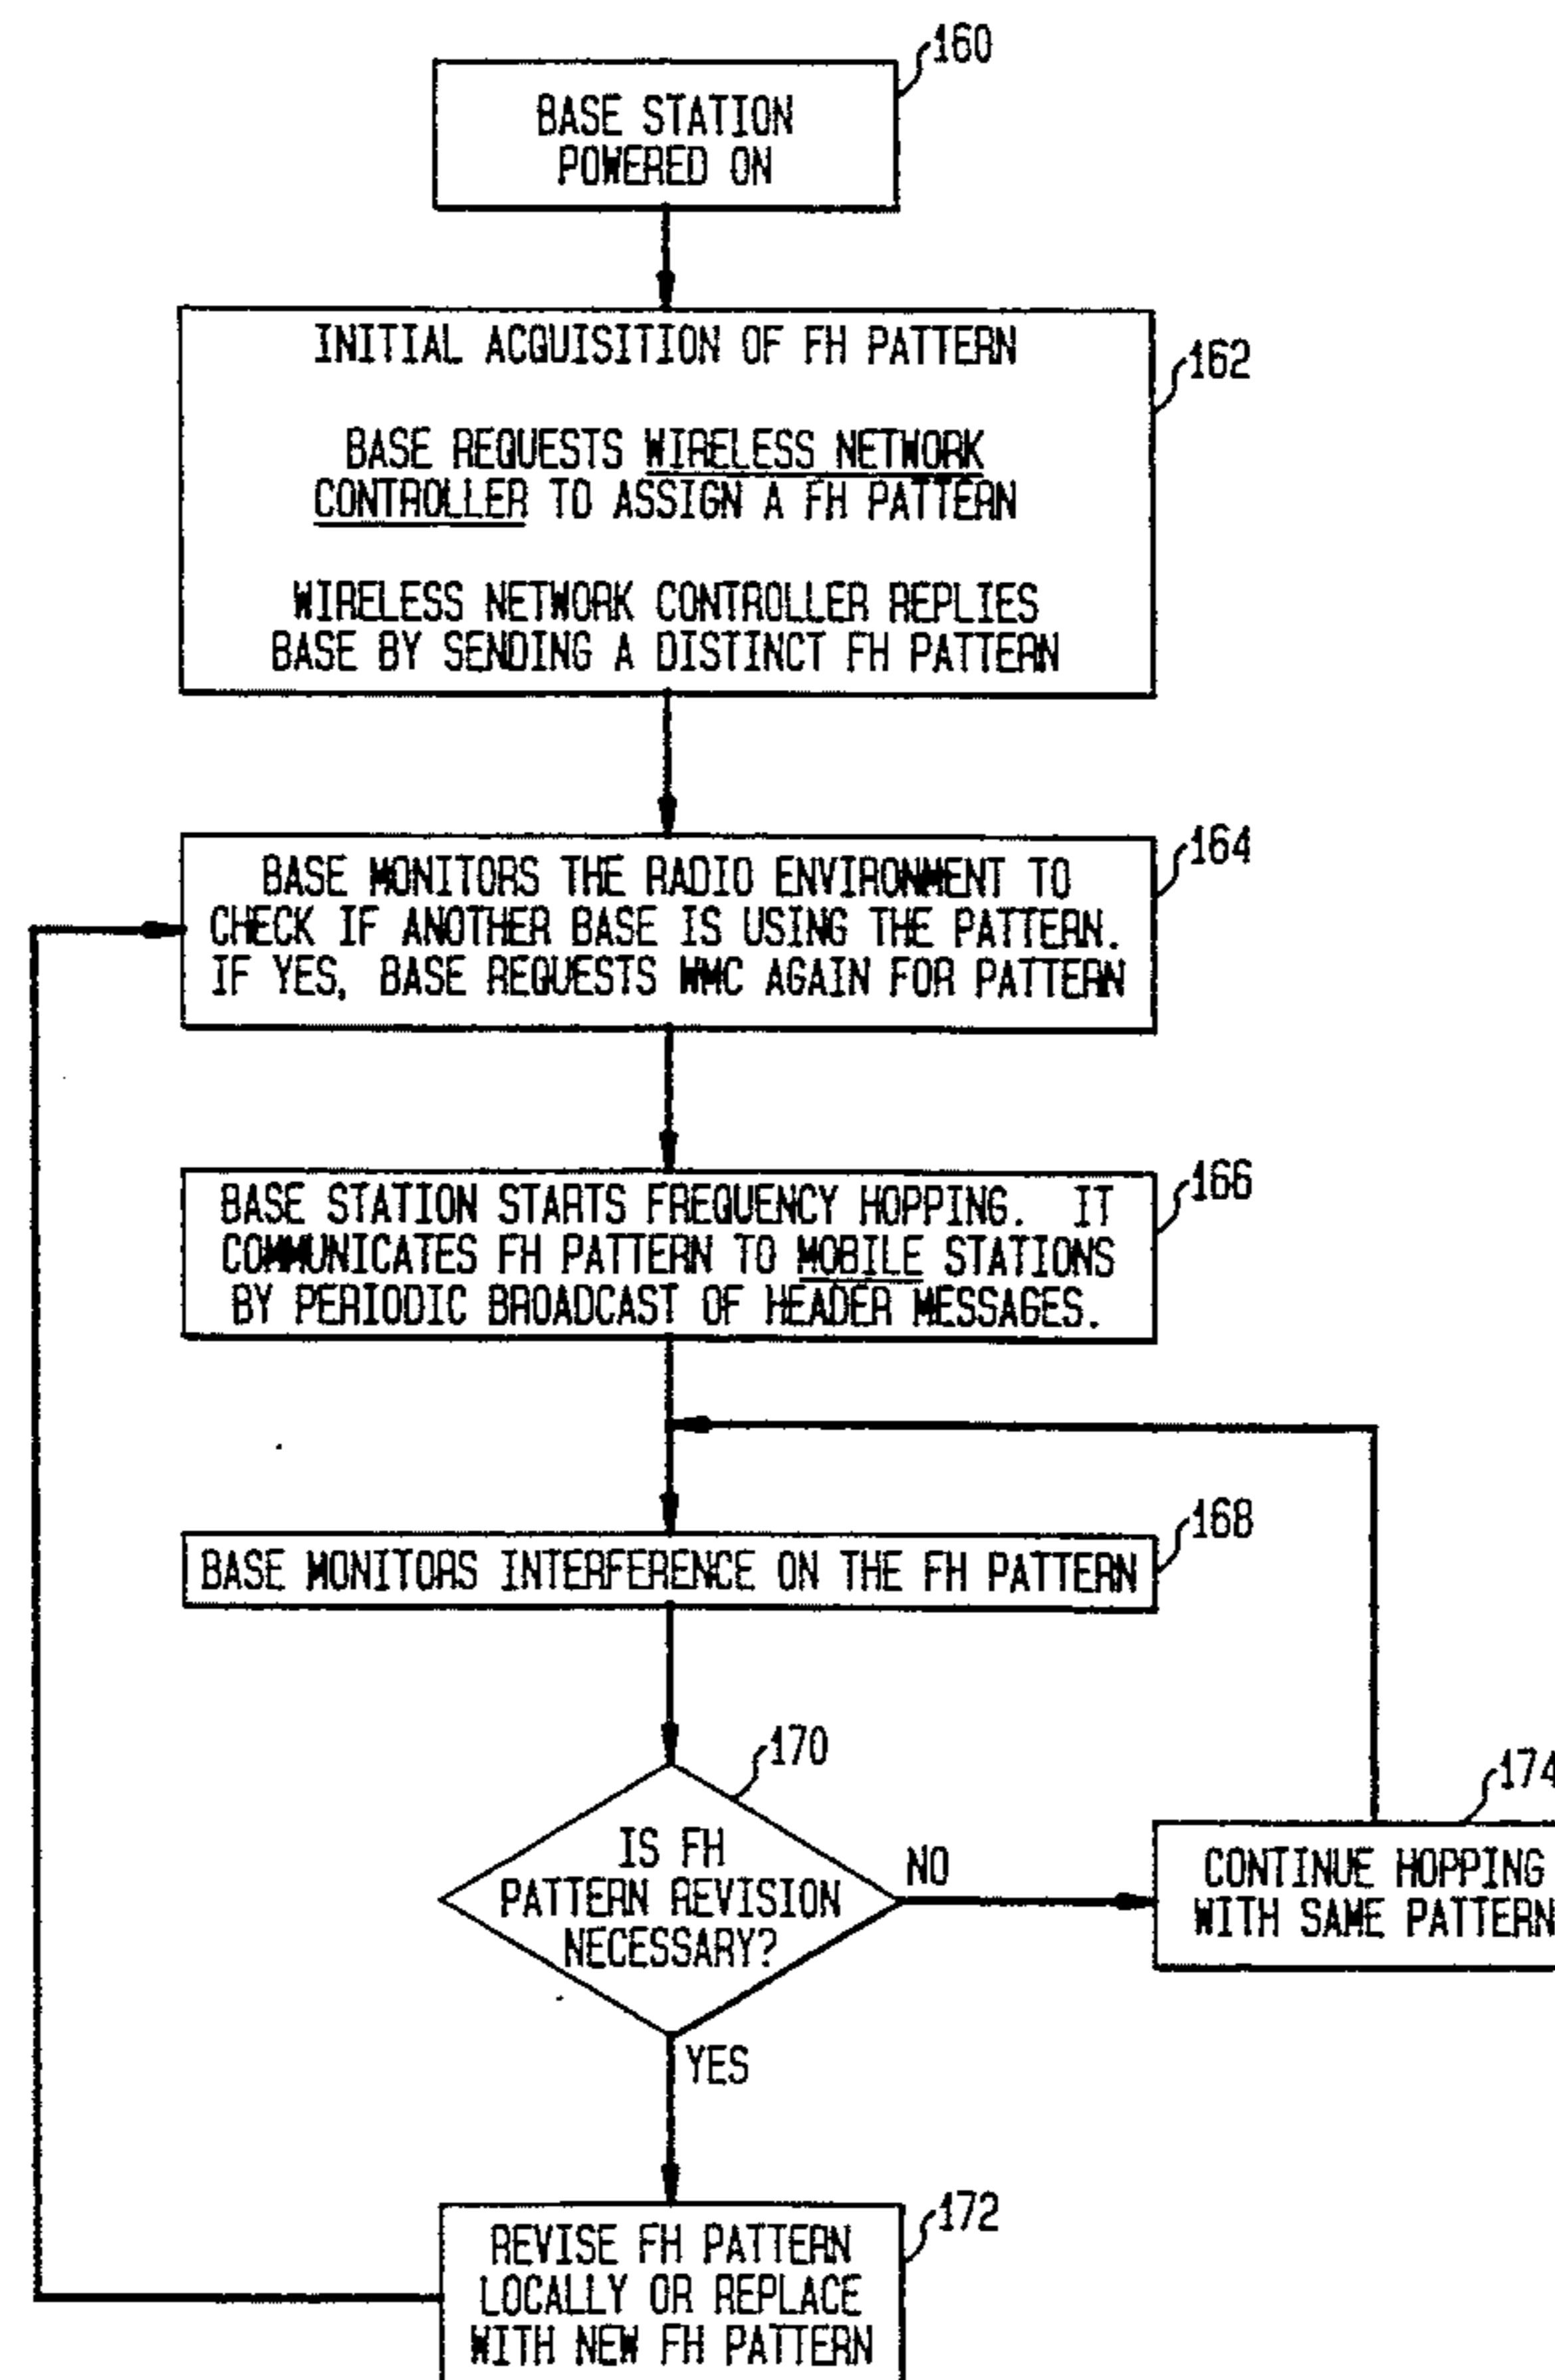 160
BASE STATION
POWERED ON
INITIAL ACQUISITION OF FH PATTERN
162
BASE REQUESTS WIRELESS NETWORK
CONTROLLER TO ASSIGN A FH PATTERN
WIRELESS NETWORK CONTROLLER REPLIES
BASE BY SENDING A DISTINCT FH PATTERN
164
BASE MONITORS THE RADIO ENVIRONMENT TO
CHECK IF ANOTHER BASE IS USING THE PATTERN.
IF YES, BASE REQUESTS WMC AGAIN FOR PATTERN
166
BASE STATION STARTS FREQUENCY HOPPING. IT
COMMUNICATES FH PATTERN TO MOBILE STATIONS
BY PERIODIC BROADCAST OF HEADER MESSAGES.
168
BASE MONITORS INTERFERENCE ON THE FH PATTERN
170
IS FH
PATTERN REVISION
NECESSARY?
NO
174
CONTINUE HOPPING
WITH SAME PATTERN
YES
172
REVISE FH PATTERN
LOCALLY OR REPLACE
WITH NEW FH PATTERN